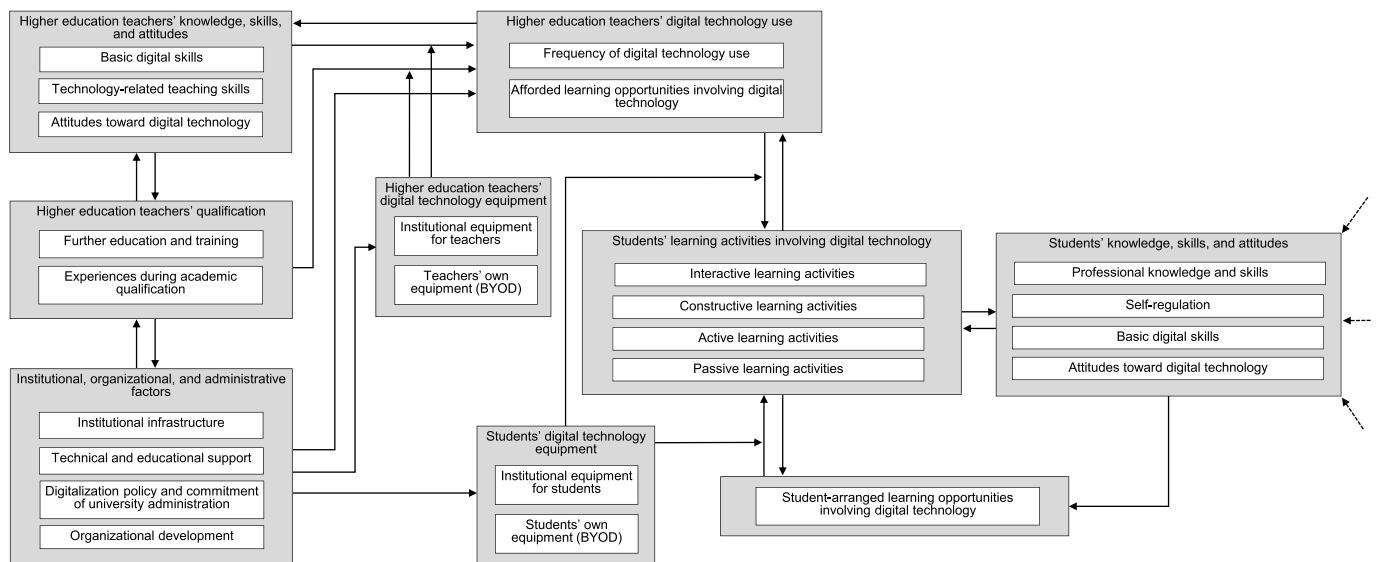 Higher education teachers' knowledge, skills,
and attitudes
Basic digital skills
Technology-related teaching skills
Attitudes toward digital technology
Higher education teachers' digital technology use
Frequency of digital technology use
Afforded learning opportunities involving digital
technology
Higher education teachers' qualification
Further education and training
Experiences during academic
qualification
Higher education teachers'
digital technology equipment
Institutional equipment
for teachers
Teachers' own
equipment (BYOD)
Students' learning activities involving digital technology
Interactive learning activities
Constructive learning activities
Active learning activities
Passive learning activities
Students' knowledge, skills, and attitudes
Professional knowledge and skills
Self-regulation
Basic digital skills
Attitudes toward digital technology
Institutional, organizational, and administrative
factors
Institutional infrastructure
Technical and educational support
Digitalization policy and commitment
of university administration
Organizational development
Students' digital technology
equipment
Institutional equipment
for students
Students' own
equipment (BYOD)
Student-arranged learning opportunities
involving digital technology